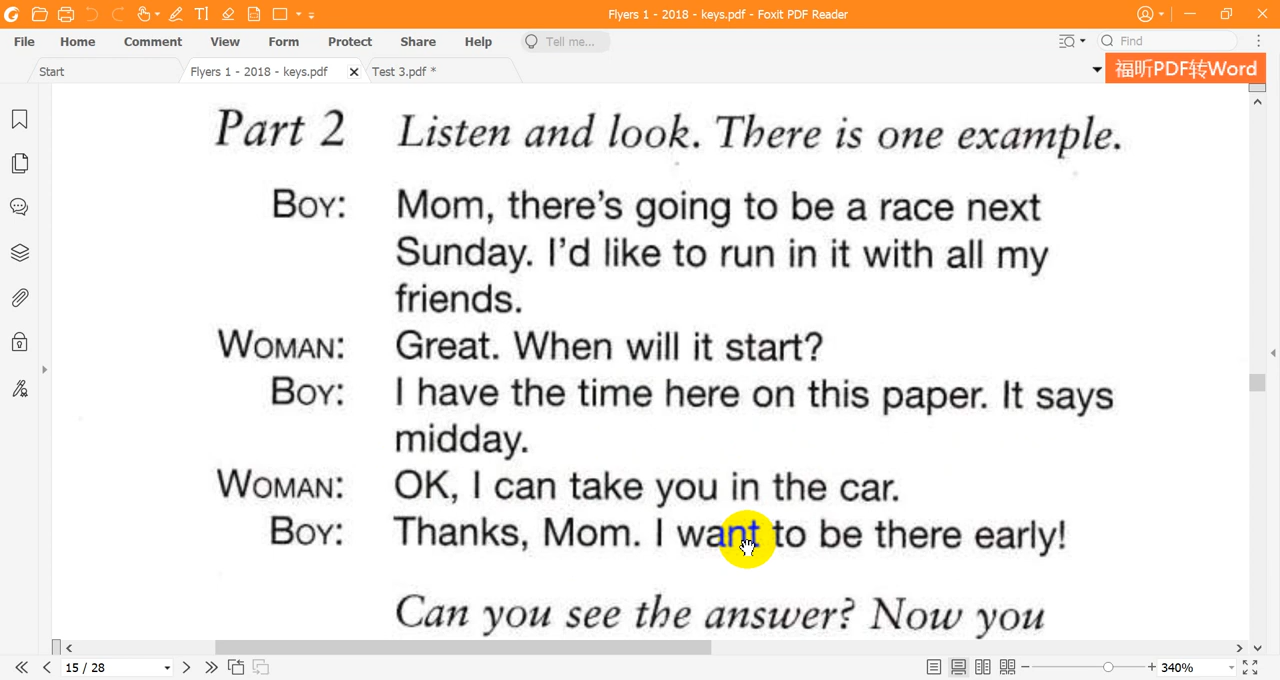 Flyers 1 - 2018 - keys.pdf - Foxit PDF Reader
File Home Comment View Form Protect Share Help Tell me... Find
Start Flyers 1 - 2018 - keys.pdf Test 3.pdf * 福昕PDF转Word
Part 2 Listen and look. There is one example.
BOY: Mom, there's going to be a race next
Sunday. I'd like to run in it with all my
friends.
WOMAN: Great. When will it start?
BOY: I have the time here on this paper. It says
midday.
WOMAN: OK, I can take you in the car.
BOY: Thanks, Mom. I want to be there early!
Can you see the answer? Now you
15 / 28 340%